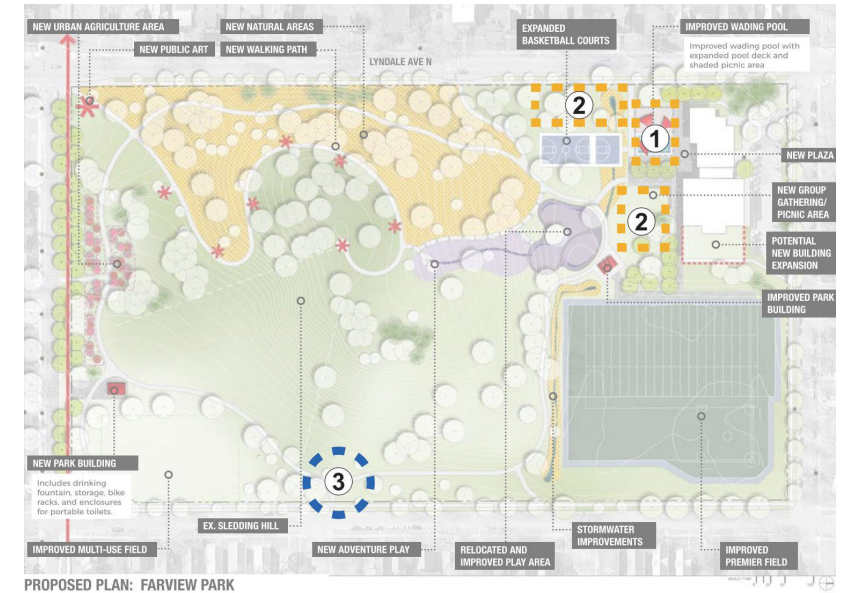 NEW URBAN AGRICULTURE AREA
NEW NATURAL AREAS
NEW PUBLIC ART
NEW WALKING PATH
LYNDALE AVE N
EXPANDED
BASKETBALL COURTS
IMPROVED WADING POOL
Improved wading pool with
expanded pool deck and
shaded picnic area
2
1
NEW PLAZA
NEW GROUP
GATHERING/
PICNIC AREA
2
POTENTIAL
NEW BUILDING
EXPANSION
IMPROVED PARK
BUILDING
NEW PARK BUILDING
Includes drinking
fountain, storage, bike
racks, and enclosures
for portable toilets.
3
EX. SLEDDING HILL
STORMWATER
IMPROVEMENTS
IMPROVED MULTI-USE FIELD
NEW ADVENTURE PLAY
RELOCATED AND
IMPROVED PLAY AREA
IMPROVED
PREMIER FIELD
PROPOSED PLAN: FARVIEW PARK